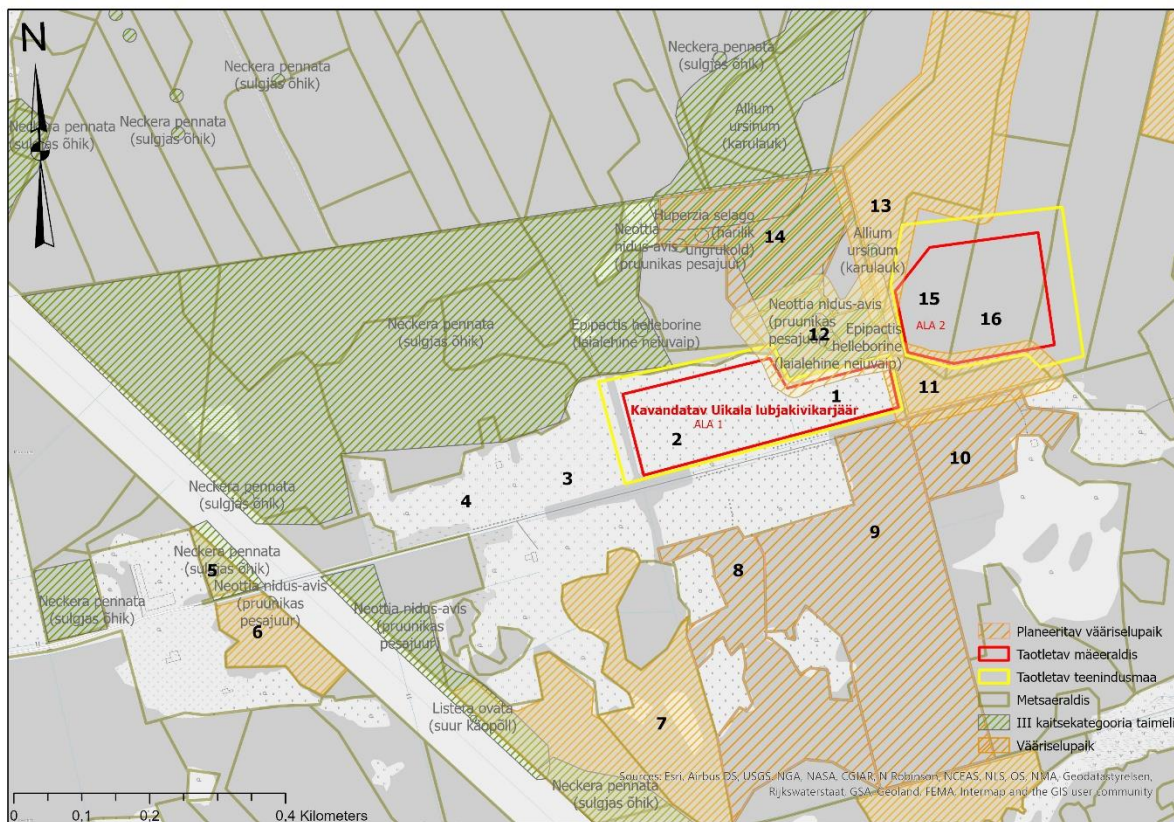 N
Neckera pennata
(sulgjas õhik)
Neckera pennata
(sulgjas õhik)
Neckera pennata
(sulgjas õhik)
Neckera pennata
(sulgjas õhik)
Allium
ursinum
(karulauk)
13
Huperzia selago
(harilik
ungrukold)
14
Neottia
nidus-avis
(pruunikas pesajuur)
Allium
ursinum
(karulauk)
15
ALA 2
16
Neckera pennata
(sulgjas õhik)
Epipactis helleborine
(laialehine neiuvaip)
Neottia nidus-avis
(pruunikas
pesajuur)
12
Epipactis
helleborine
(laialehine neiuvaip)
11
1
Kavandatav Uikala lubjakivikarjäär
ALA 1
2
3
4
10
9
Neckera pennata
(sulgjas õhik)
Neckera pennata
(sulgjas õhik)
5
Neottia nidus-avis
(pruunikas
pesajuur)
6
Neckera pennata
(sulgjas õhik)
Neottia nidus-avis
(pruunikas
pesajuur)
8
7
Listera ovata
(suur käopõll)
Neckera pennata
(sulgjas õhik)
Planeeritav vääriselupaik
Taotletav mäeeraldis
Taotletav teenindusmaa
Metsaeraldis
III kaitsekategooria taimeli
Vääriselupaik
Sources: Esri, Airbus DS, USGS, NGA, NASA, CGIAR, N Robinson, NCEAS, NLS, OS, NMA, Geodatastyrelsen,
Rijkswaterstaat, GSA, Geoland, FEMA, Intermap and the GIS user community
0 0,1 0,2 0,4 Kilometers